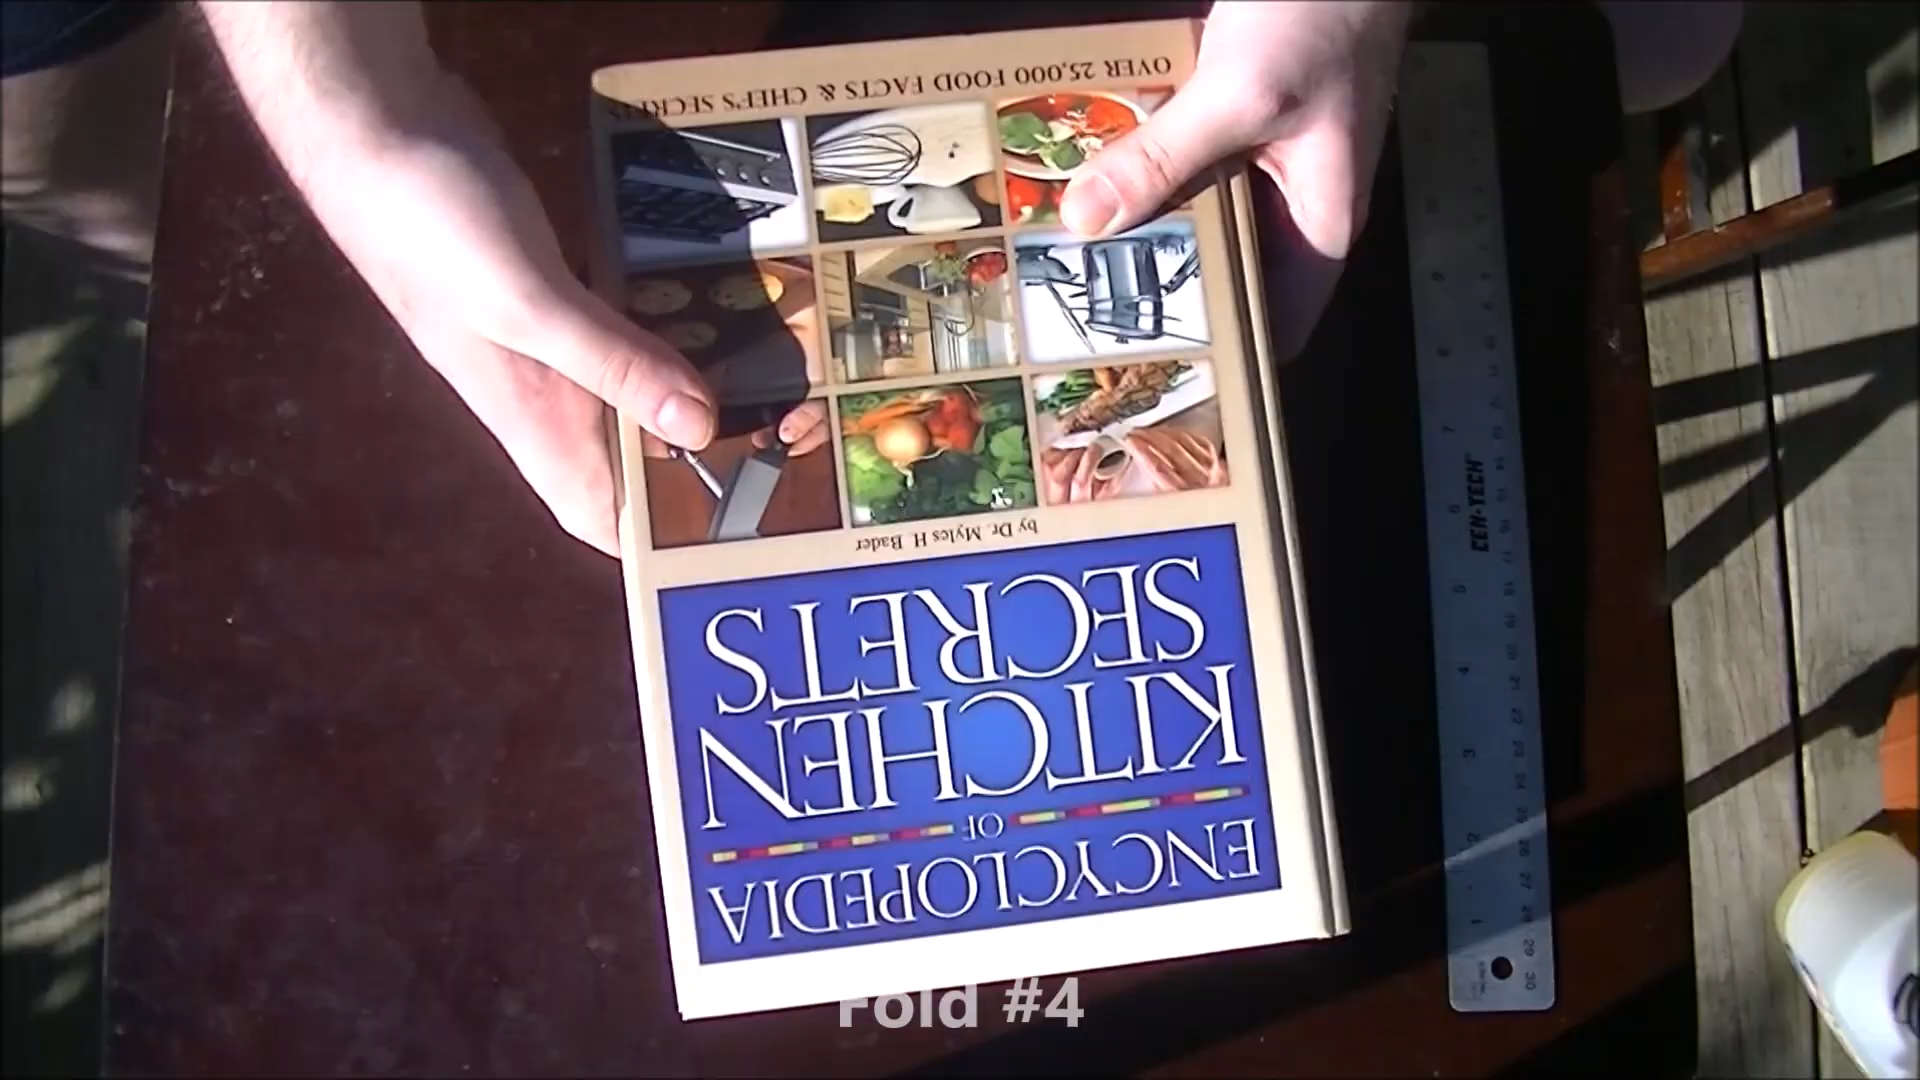 ENCYCLOPEDIA
OF
KITCHEN
SECRETS
by Dr. Myles H. Bader
OVER 25,000 FOOD FACTS & CHEF'S SECRETS
CEN-TECH
Fold #4